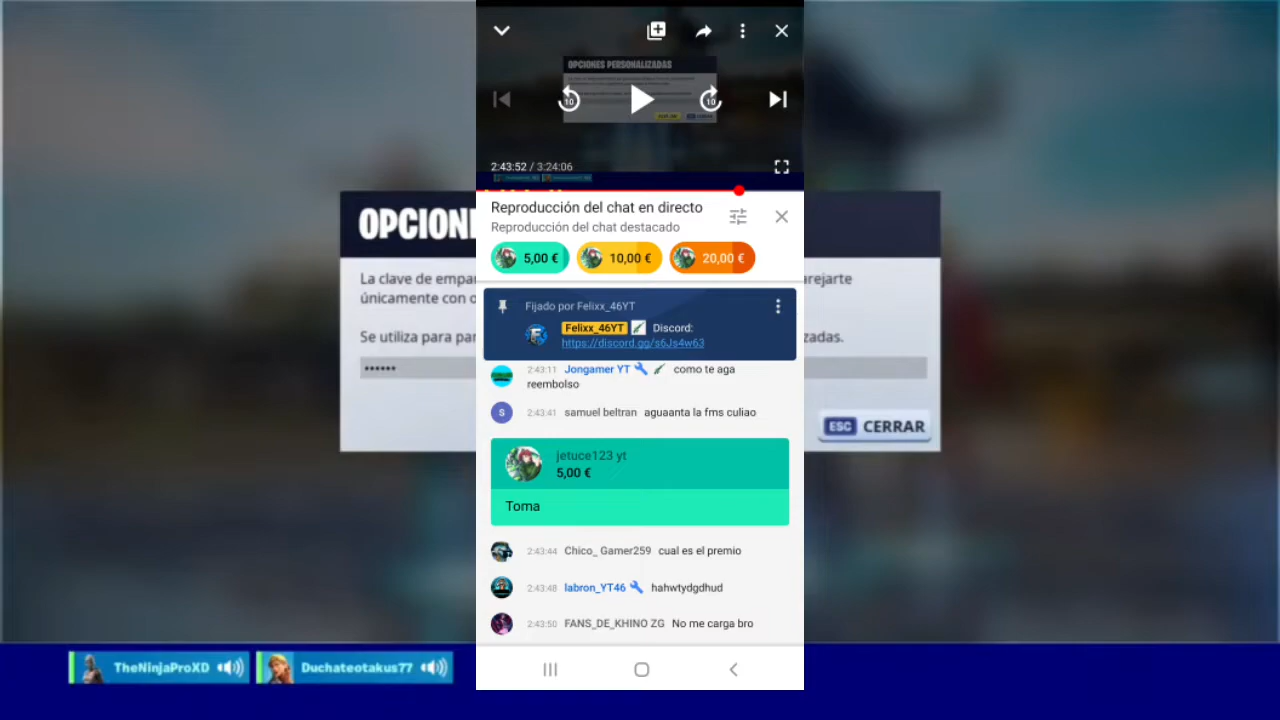 OPCIONES PERSONALIZADAS
10
10
2:43:52 / 3:24:06
Reproducción del chat en directo
Reproducción del chat destacado
5,00 €
10,00 €
20,00 €
Fijado por Felixx_46YT
Felixx_46YT Discord:
https://discord.gg/s6Js4w63
2:43:11 Jongamer YT como te aga
reembolso
S 2:43:41 samuel beltran aguaanta la fms culiao
jetuce123 yt
5,00 €
Toma
2:43:44 Chico_ Gamer259 cual es el premio
2:43:48 labron_YT46 hahwtydgdhud
2:43:50 FANS_DE_KHINO ZG No me carga bro
OPCION
La clave de empa
arejarte
únicamente con o
Se utiliza para par
zadas.
••••••
ESC CERRAR
TheNinjaProXD
Duchateotakus77